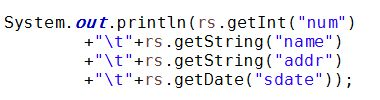 System.out.println(rs.getInt("num")
+"\t"+rs.getString("name")
+"\t"+rs.getString("addr")
+"\t"+rs.getDate("sdate"));